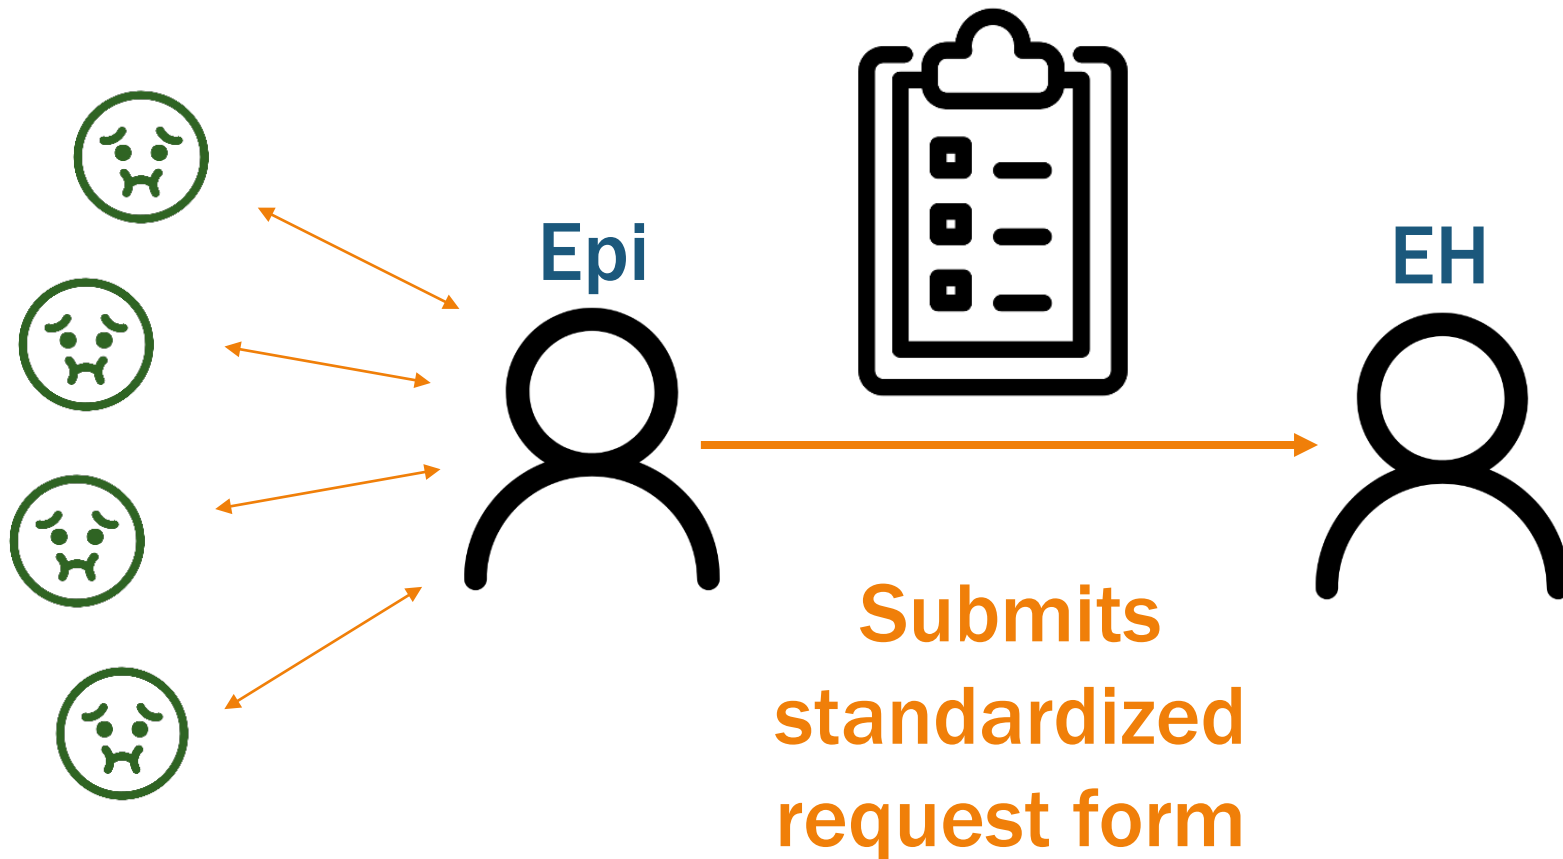 Epi
EH
Submits
standardized
request form